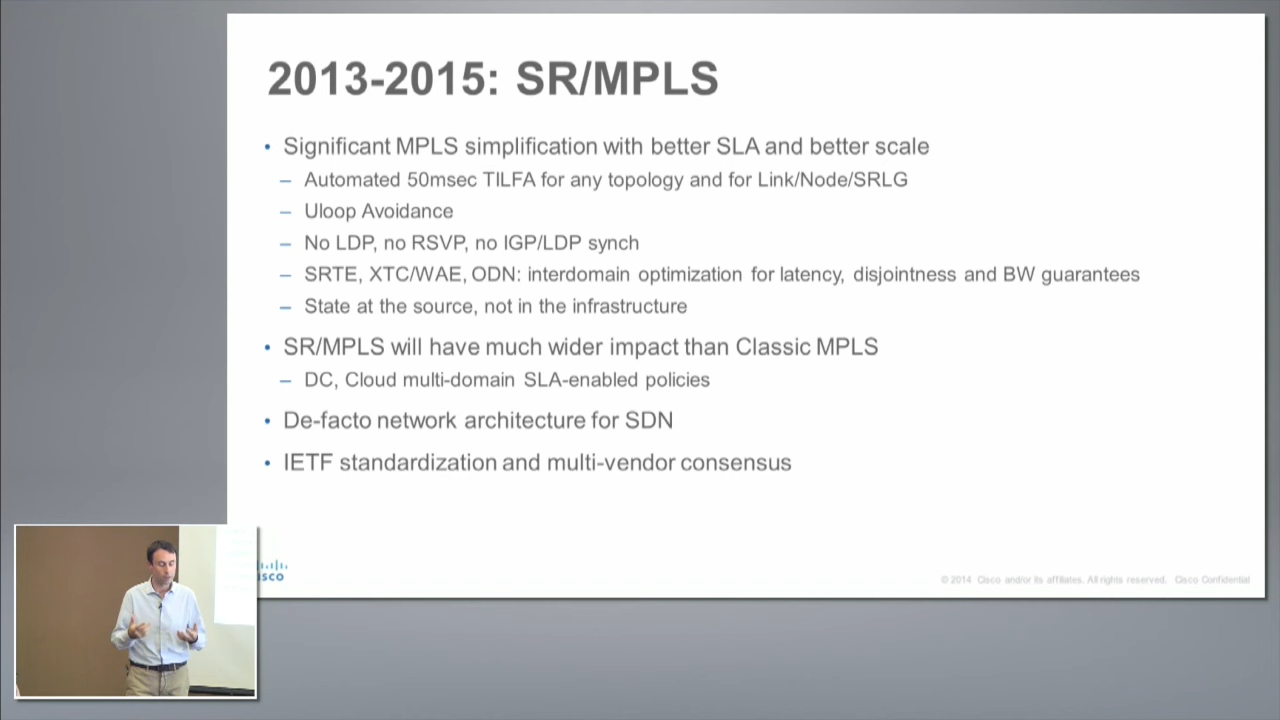 2013-2015: SR/MPLS
• Significant MPLS simplification with better SLA and better scale
– Automated 50msec TILFA for any topology and for Link/Node/SRLG
– Uloop Avoidance
– No LDP, no RSVP, no IGP/LDP synch
– SRTE, XTC/WAE, ODN: interdomain optimization for latency, disjointness and BW guarantees
– State at the source, not in the infrastructure
• SR/MPLS will have much wider impact than Classic MPLS
– DC, Cloud multi-domain SLA-enabled policies
• De-facto network architecture for SDN
• IETF standardization and multi-vendor consensus
isco
© 2014 Cisco and/or its affiliates. All rights reserved. Cisco Confidential